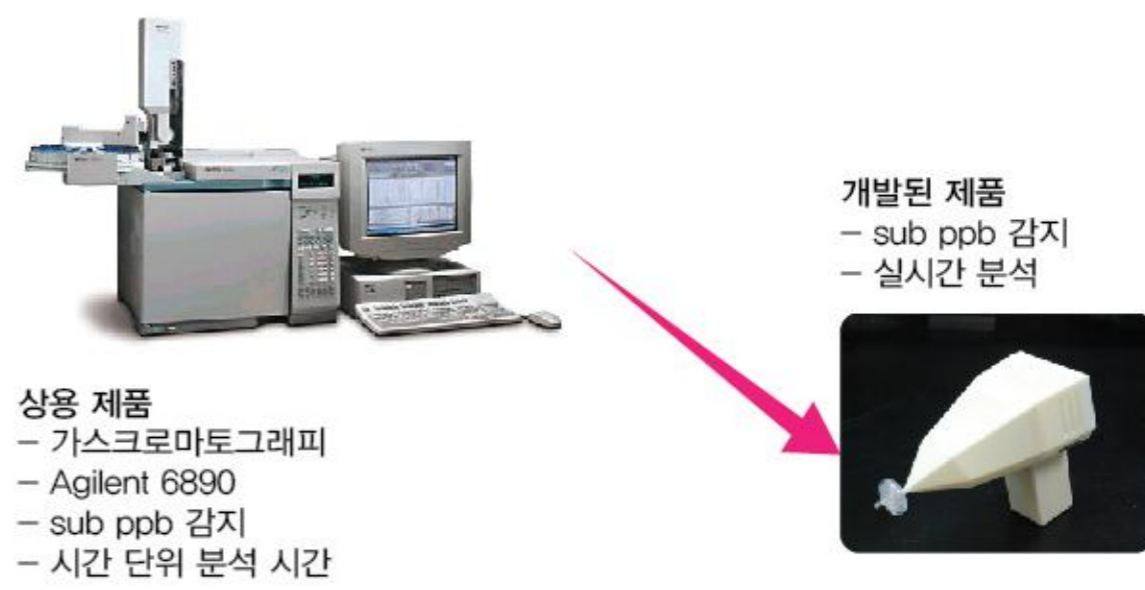 상용 제품
– 가스크로마토그래피
– Agilent 6890
– sub ppb 감지
– 시간 단위 분석 시간
개발된 제품
– sub ppb 감지
– 실시간 분석